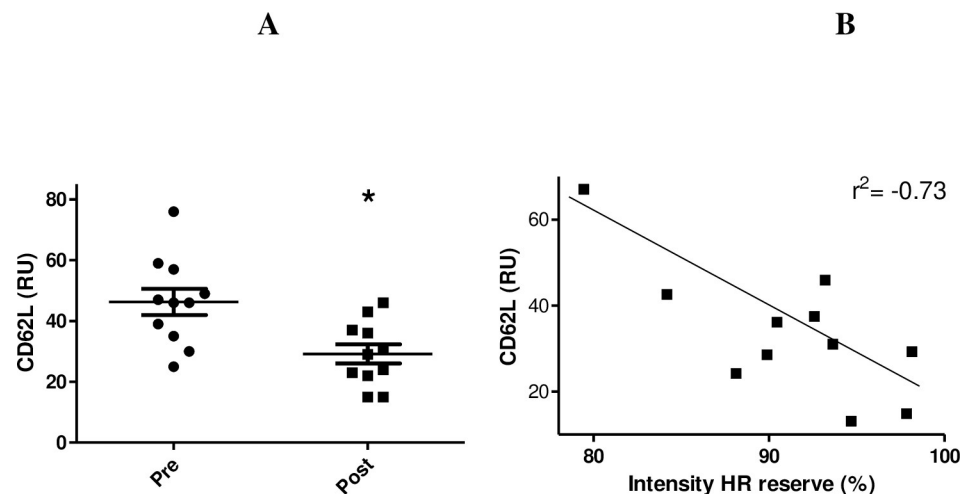 A
B
CD62L (RU)
80
60
40
20
0
Pre
Post
*
CD62L (RU)
60
40
20
r²= -0.73
80
90
100
Intensity HR reserve (%)